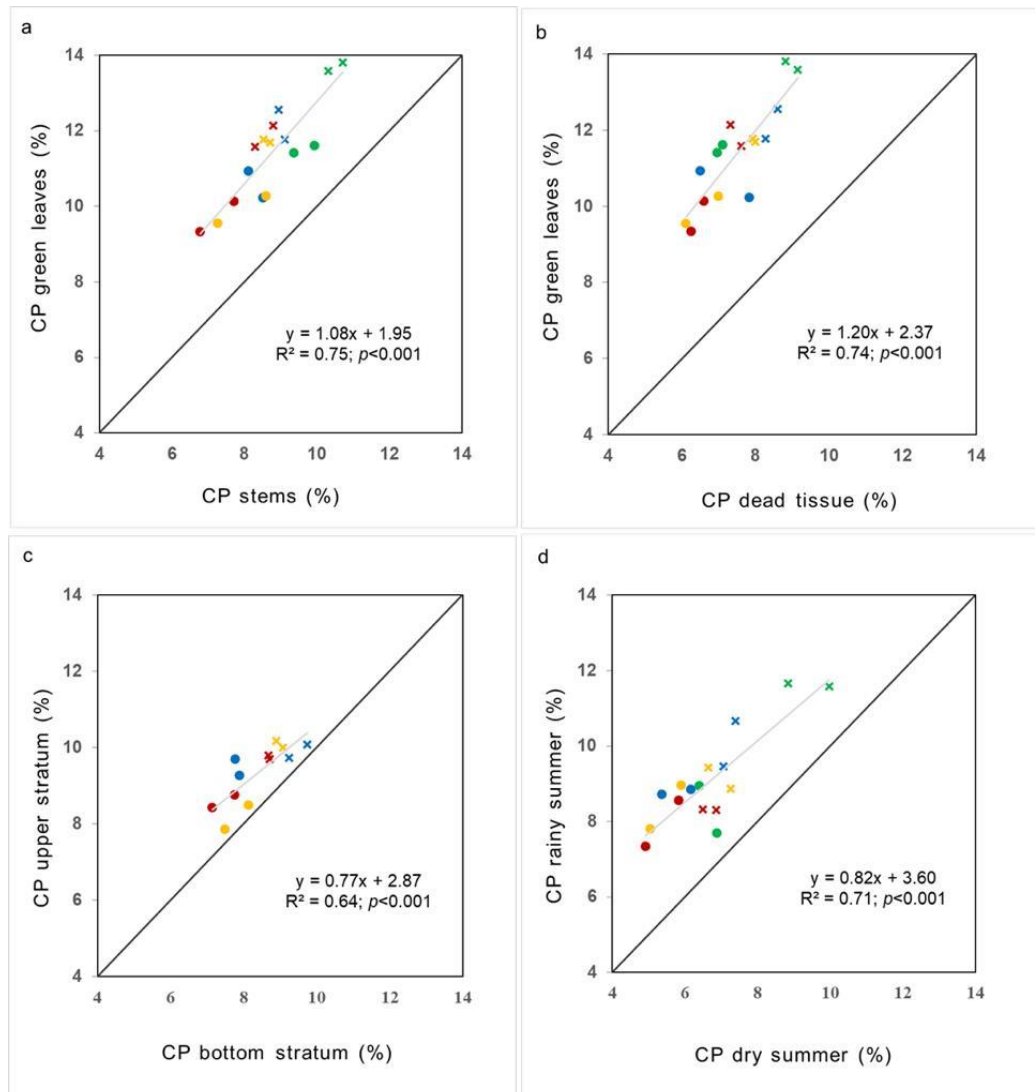 a
14
12
10
8
6
4
CP green leaves (%)
y = 1.08x + 1.95
R² = 0.75; p<0.001
4 6 8 10 12 14
CP stems (%)
b
14
12
10
8
6
4
CP green leaves (%)
y = 1.20x + 2.37
R² = 0.74; p<0.001
4 6 8 10 12 14
CP dead tissue (%)
c
14
12
10
8
6
4
CP upper stratum (%)
y = 0.77x + 2.87
R² = 0.64; p<0.001
4 6 8 10 12 14
CP bottom stratum (%)
d
14
12
10
8
6
4
CP rainy summer (%)
y = 0.82x + 3.60
R² = 0.71; p<0.001
4 6 8 10 12 14
CP dry summer (%)